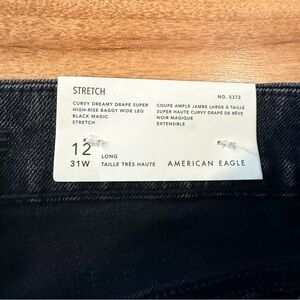 STRETCH
NO. 5372
CURVY DREAMY DRAPE SUPER
HIGH-RISE BAGGY WIDE LEG
BLACK MAGIC
STRETCH
COUPE AMPLE JAMBE LARGE À TAILLE
SUPER HAUTE CURVY DRAPE DE RÊVE
NOIR MAGIQUE
EXTENSIBLE
12 LONG
31W TAILLE TRÈS HAUTE
AMERICAN EAGLE